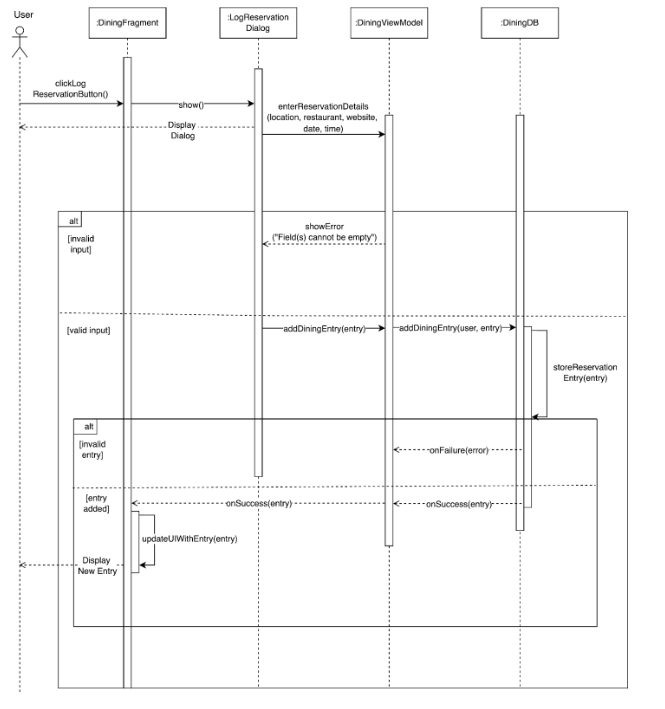 User
:DiningFragment
:LogReservation
Dialog
:DiningViewModel
:DiningDB
clickLog
ReservationButton()
show()
enterReservationDetails
(location, restaurant, website,
date, time)
Display
Dialog
alt
[invalid
input]
showError
("Field(s) cannot be empty")
[valid input]
addDiningEntry(entry)
addDiningEntry(user, entry)
storeReservation
Entry(entry)
alt
[invalid
entry]
onFailure(error)
[entry
added]
onSuccess(entry)
onSuccess(entry)
updateUIWithEntry(entry)
Display
New Entry